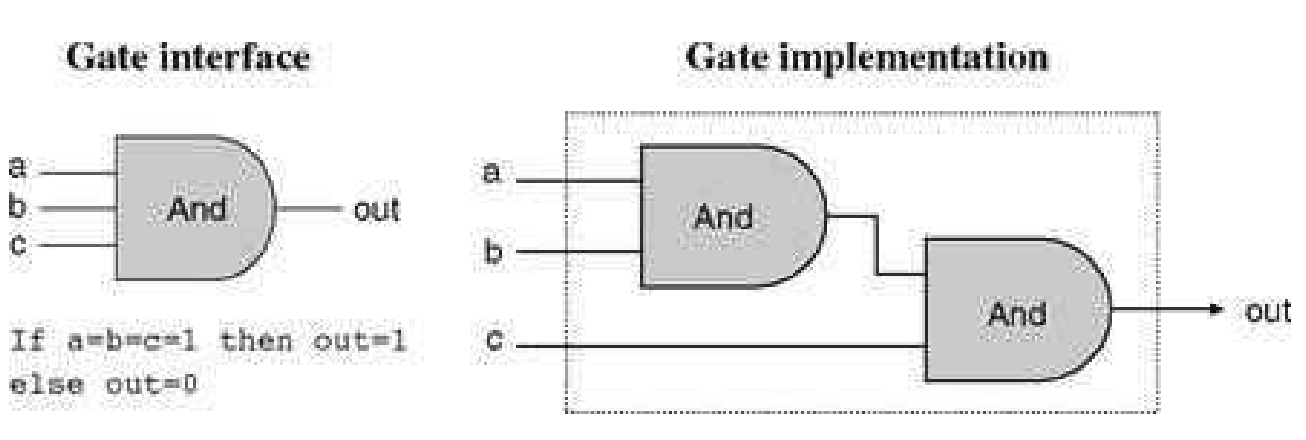 Gate interface
a
b
c
And
out
If a=b=c=1 then out=1
else out=0
Gate implementation
a
b
c
And
And
out